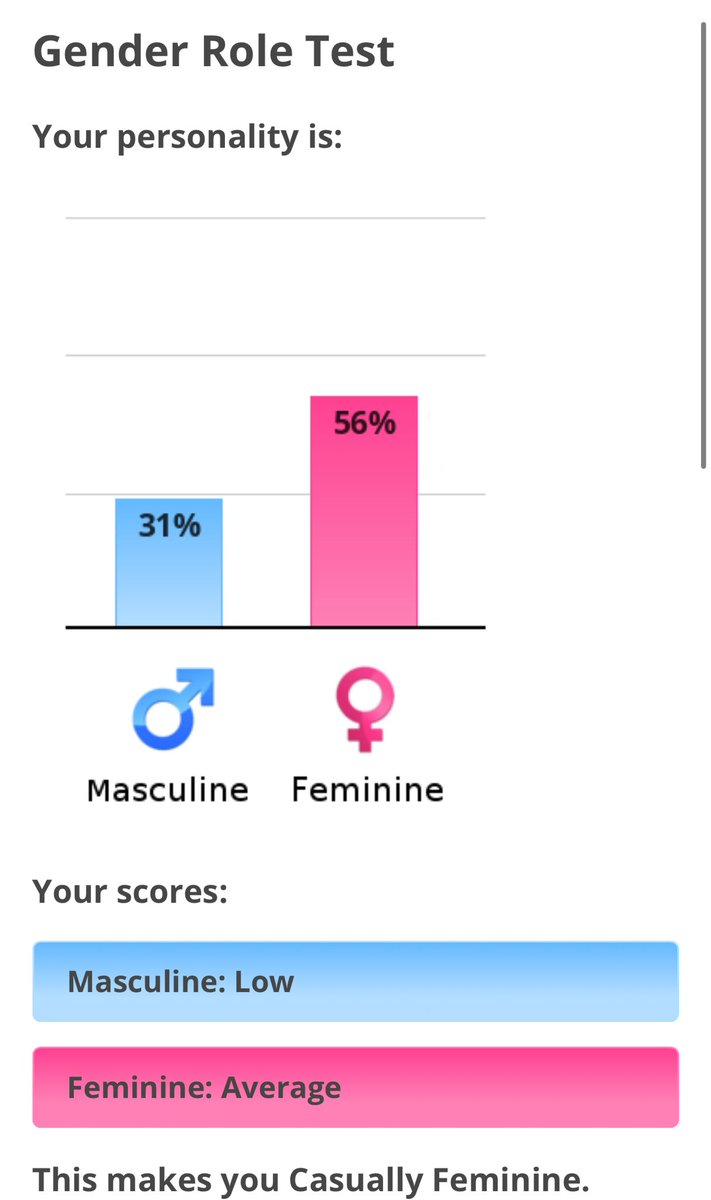 Gender Role Test
Your personality is:
56%
31%
Masculine Feminine
Your scores:
Masculine: Low
Feminine: Average
This makes you Casually Feminine.